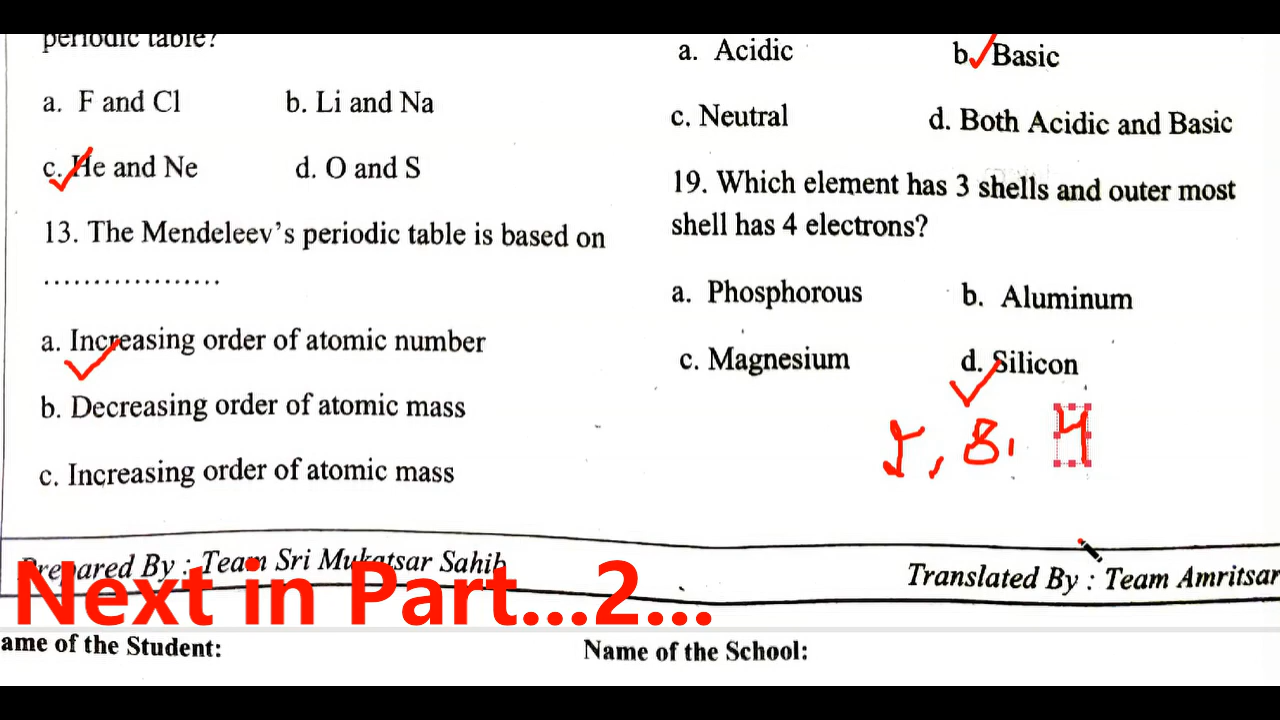 periodic table?
a. F and Cl b. Li and Na
c. He and Ne d. O and S
13. The Mendeleev's periodic table is based on
..................
a. Increasing order of atomic number
b. Decreasing order of atomic mass
c. Increasing order of atomic mass
a. Acidic b. Basic
c. Neutral d. Both Acidic and Basic
19. Which element has 3 shells and outer most
shell has 4 electrons?
a. Phosphorous b. Aluminum
c. Magnesium d. Silicon
8, 4
Prepared By : Team Sri Mukatsar Sahib
Translated By : Team Amritsar
Next in Part...2...
ame of the Student: Name of the School: